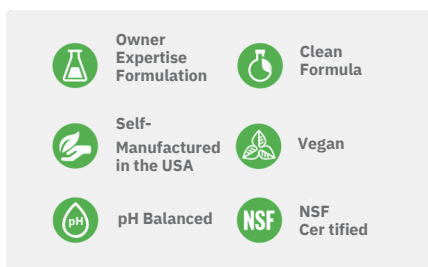 Owner
Expertise
Formulation
Clean
Formula
Self-
Manufactured
in the USA
Vegan
pH
pH Balanced
NSF
NSF
Cer tified